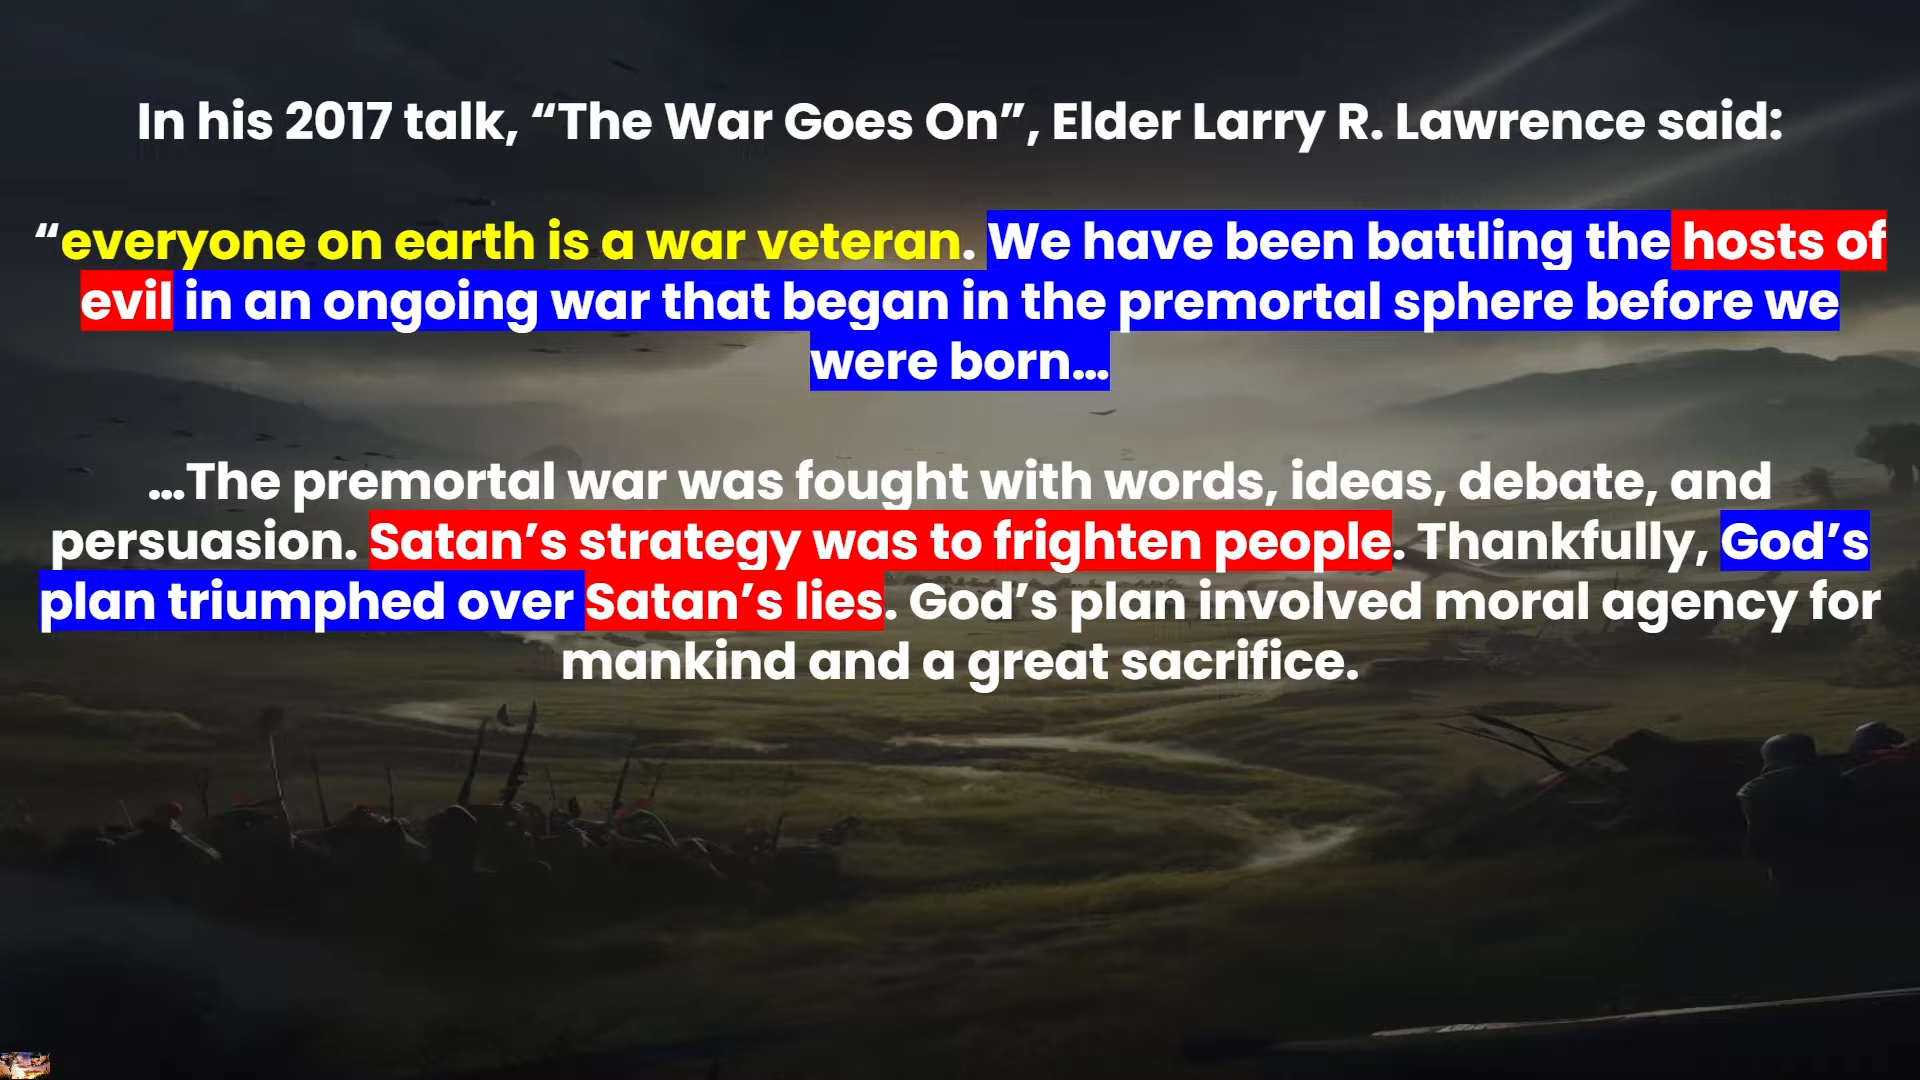 In his 2017 talk, “The War Goes On”, Elder Larry R. Lawrence said:
“everyone on earth is a war veteran. We have been battling the hosts of
evil in an ongoing war that began in the premortal sphere before we
were born...
...The premortal war was fought with words, ideas, debate, and
persuasion. Satan’s strategy was to frighten people. Thankfully, God’s
plan triumphed over Satan’s lies. God’s plan involved moral agency for
mankind and a great sacrifice.